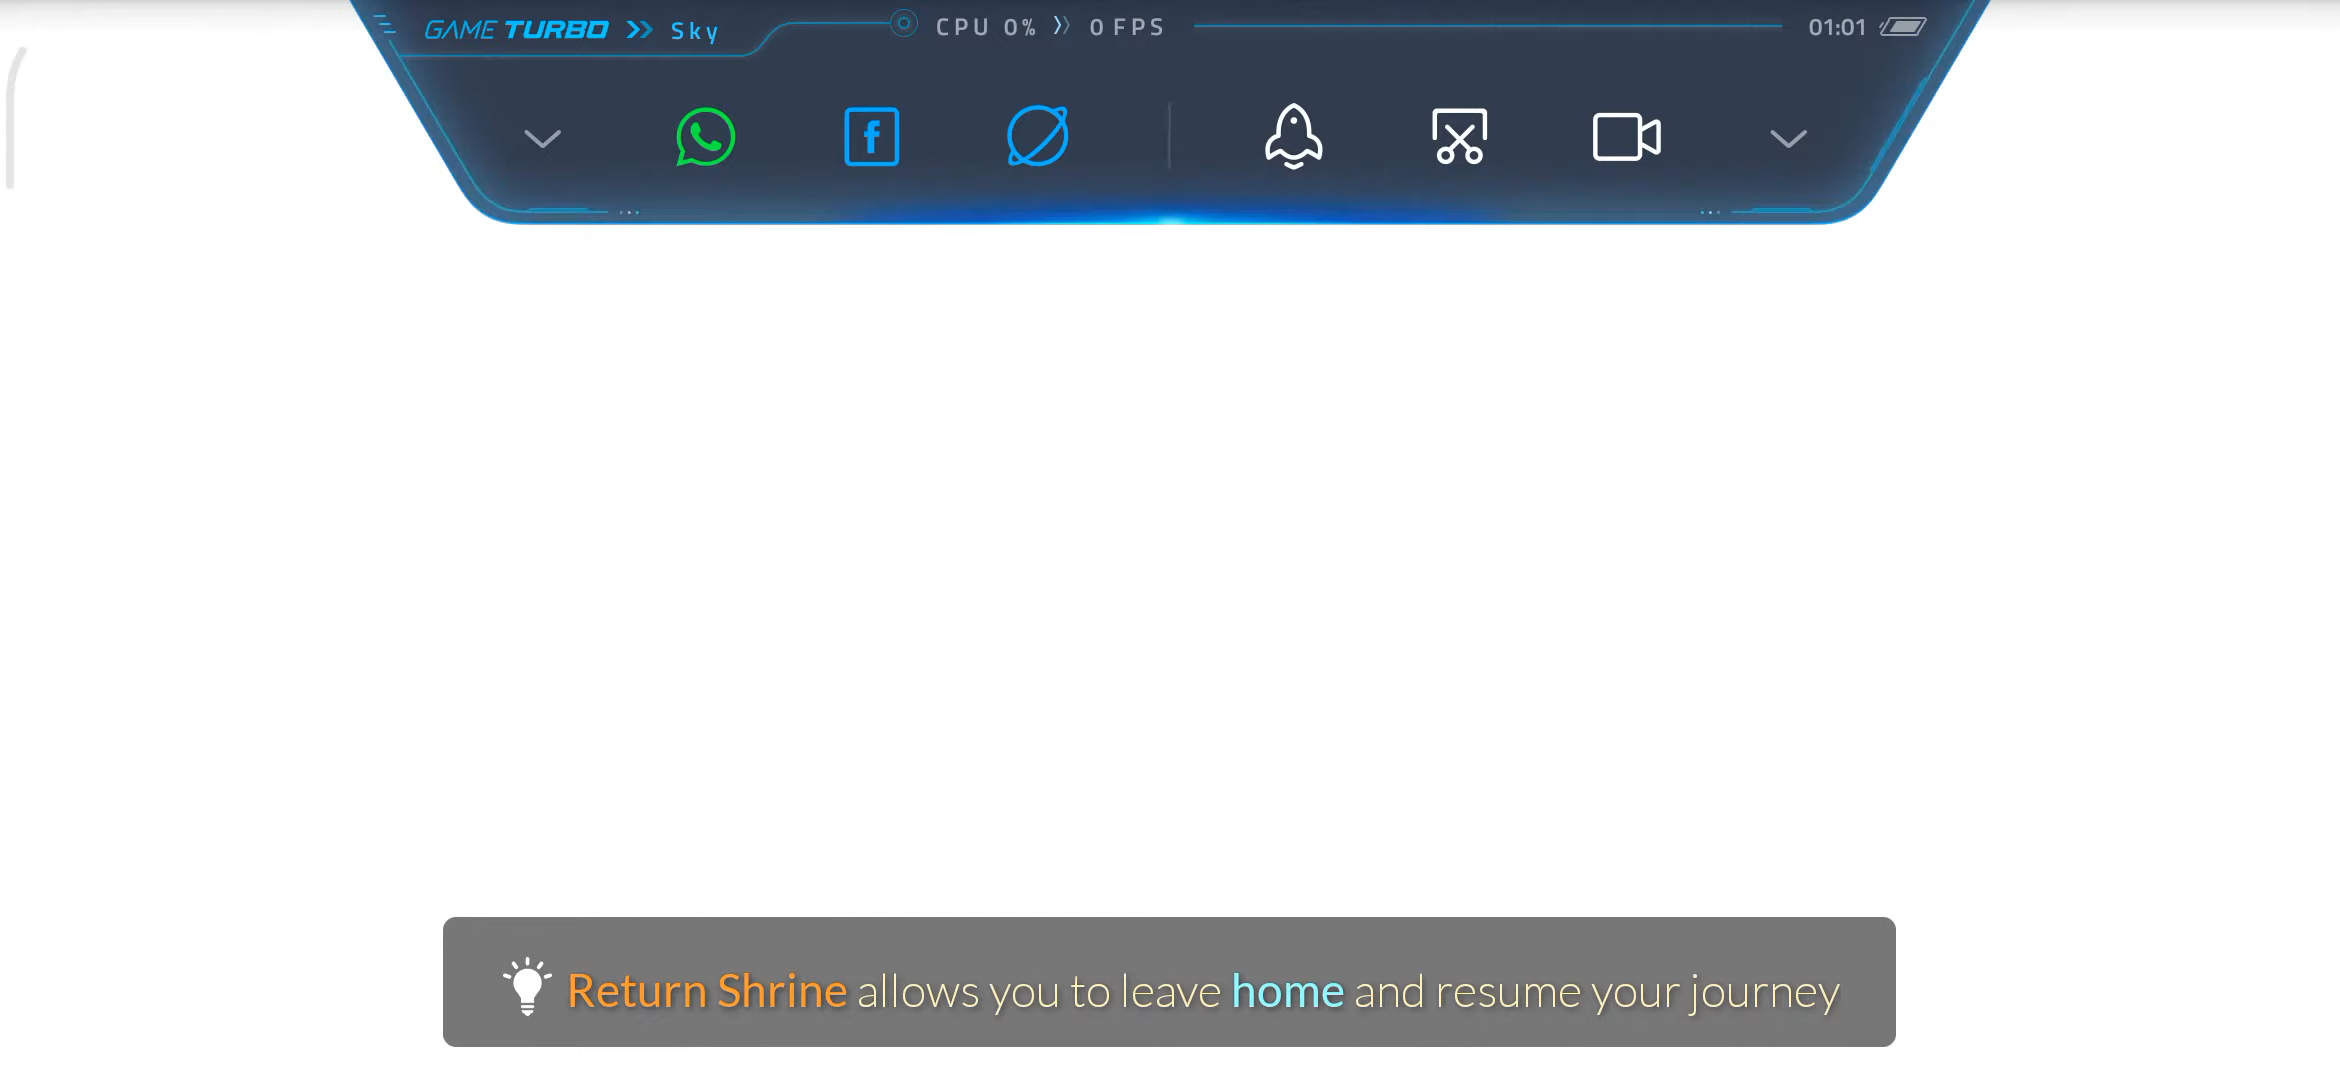 GAME TURBO Sky
CPU 0% 0 FPS
01:01
Return Shrine allows you to leave home and resume your journey